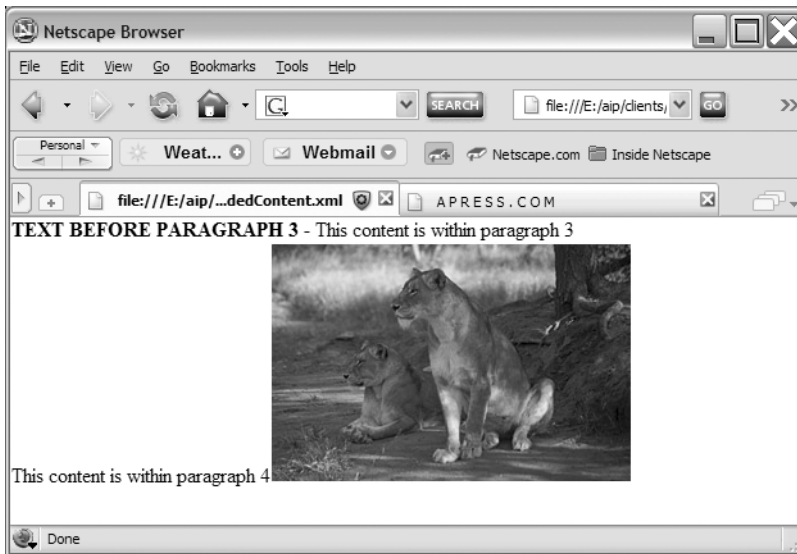 Netscape Browser
File Edit View Go Bookmarks Tools Help
G SEARCH file:///E:/aip/clients/ GO »
Personal Weat... Webmail Netscape.com Inside Netscape
file:///E:/aip/...dedContent.xml APRESS.COM
TEXT BEFORE PARAGRAPH 3 - This content is within paragraph 3
This content is within paragraph 4
Done